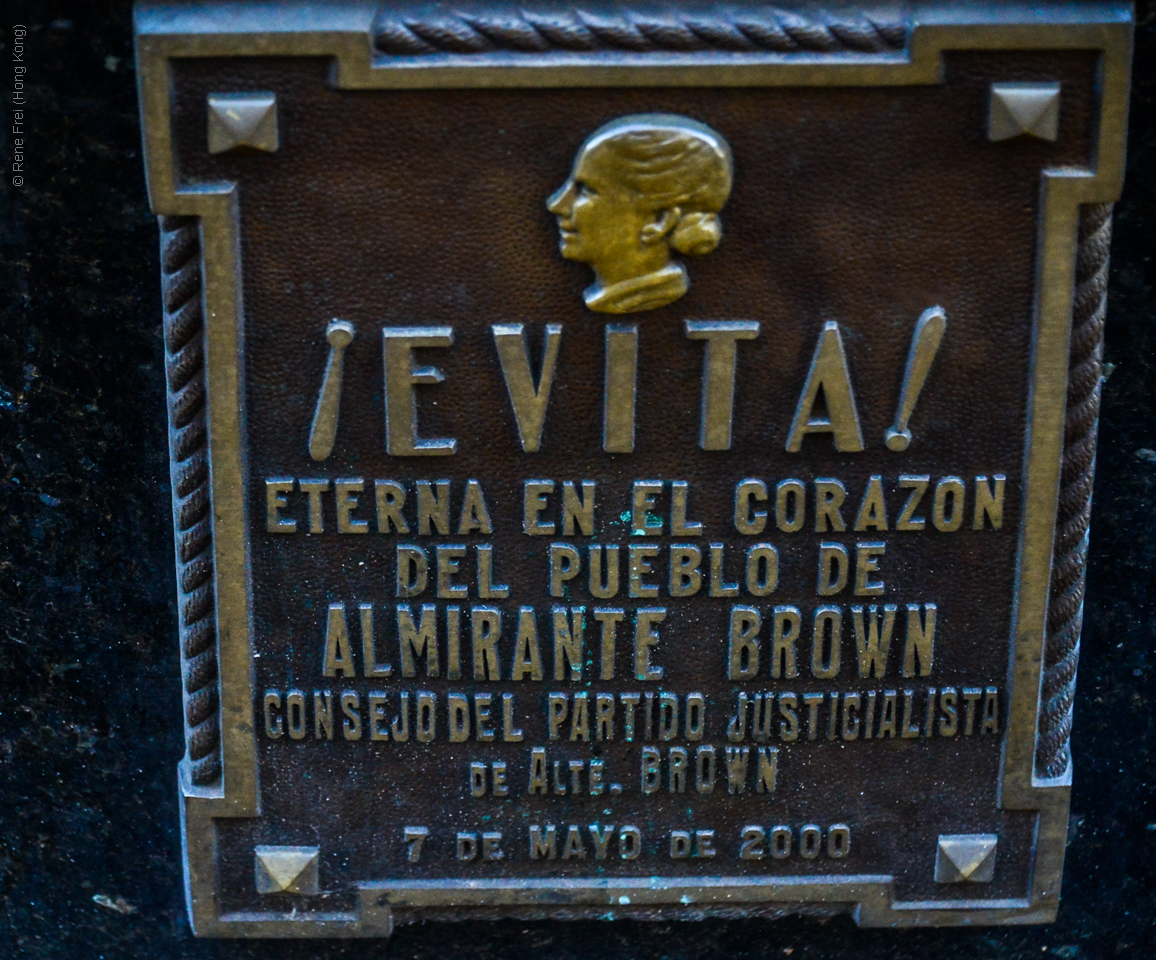 © Rene Frei (Hong Kong)
¡EVITA!
ETERNA EN EL CORAZON
DEL PUEBLO DE
ALMIRANTE BROWN
CONSEJO DEL PARTIDO JUSTICIALISTA
DE ALTE. BROWN
7 DE MAYO DE 2000